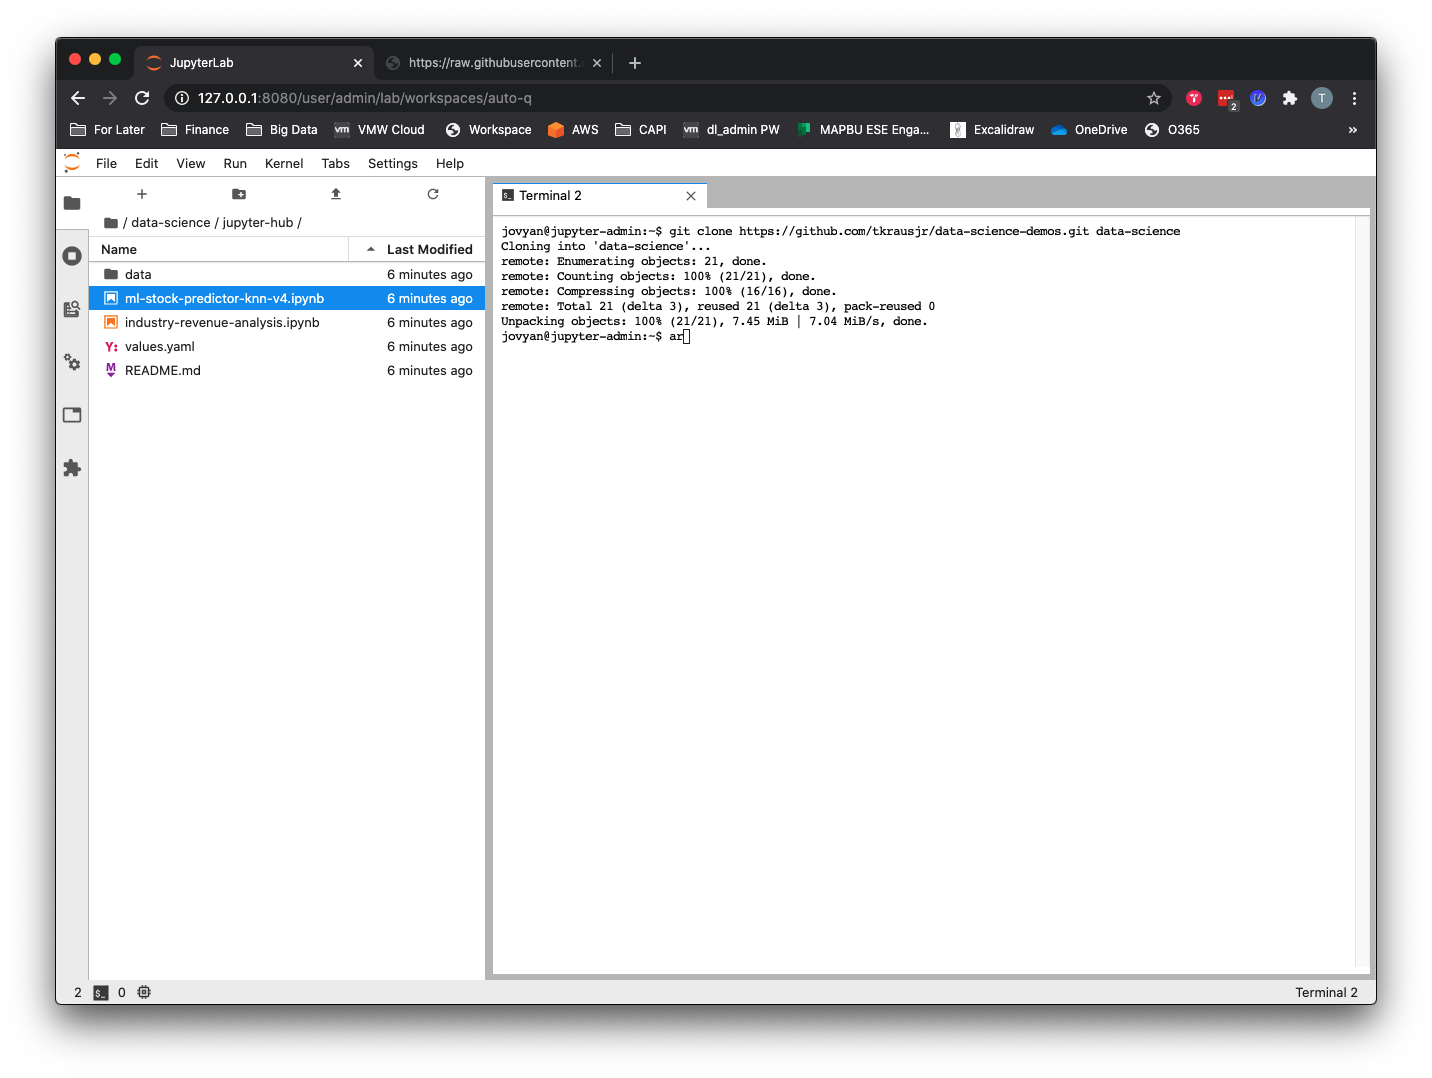 JupyterLab
https://raw.githubusercontent.
127.0.0.1:8080/user/admin/lab/workspaces/auto-q
2
T
For Later Finance Big Data vm VMW Cloud Workspace AWS CAPI vm dl_admin PW MAPBU ESE Enga... Excalidraw OneDrive O365 »
File Edit View Run Kernel Tabs Settings Help
/ data-science / jupyter-hub /
Name Last Modified
data 6 minutes ago
ml-stock-predictor-knn-v4.ipynb 6 minutes ago
industry-revenue-analysis.ipynb 6 minutes ago
Y: values.yaml 6 minutes ago
M README.md 6 minutes ago
$_ Terminal 2
jovyan@jupyter-admin:~$ git clone https://github.com/tkrausjr/data-science-demos.git data-science
Cloning into 'data-science'...
remote: Enumerating objects: 21, done.
remote: Counting objects: 100% (21/21), done.
remote: Compressing objects: 100% (16/16), done.
remote: Total 21 (delta 3), reused 21 (delta 3), pack-reused 0
Unpacking objects: 100% (21/21), 7.45 MiB | 7.04 MiB/s, done.
jovyan@jupyter-admin:~$ ar
2 $_ 0 Terminal 2